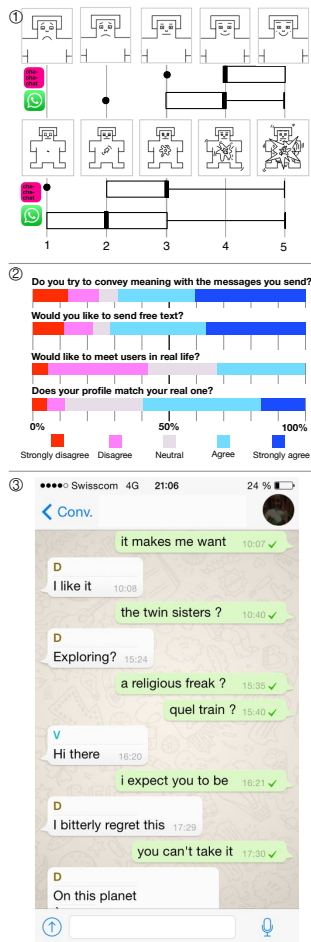 ①
cha-
cha-
chat
cha-
cha-
chat
1 2 3 4 5
②
Do you try to convey meaning with the messages you send?
Would you like to send free text?
Would like to meet users in real life?
Does your profile match your real one?
0% 50% 100%
Strongly disagree Disagree Neutral Agree Strongly agree
③
Swisscom 4G 21:06 24 %
Conv.
it makes me want 10:07
D
I like it 10:08
the twin sisters ? 10:40
D
Exploring? 15:24
a religious freak ? 15:35
quel train ? 15:40
V
Hi there 16:20
i expect you to be 16:21
D
I bitterly regret this 17:29
you can't take it 17:30
D
On this planet